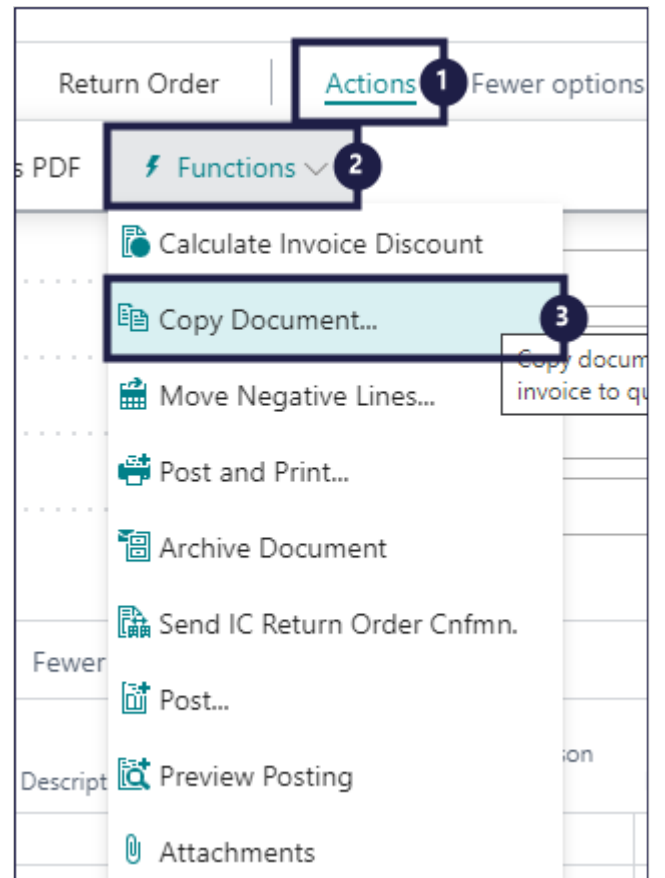 Return Order Actions 1 Fewer options
s PDF Functions 2
Calculate Invoice Discount
Copy Document... 3
Copy docum
invoice to qu
Move Negative Lines...
Post and Print...
Archive Document
Send IC Return Order Cnfmn.
Fewer
Post...
son
Descript
Preview Posting
Attachments